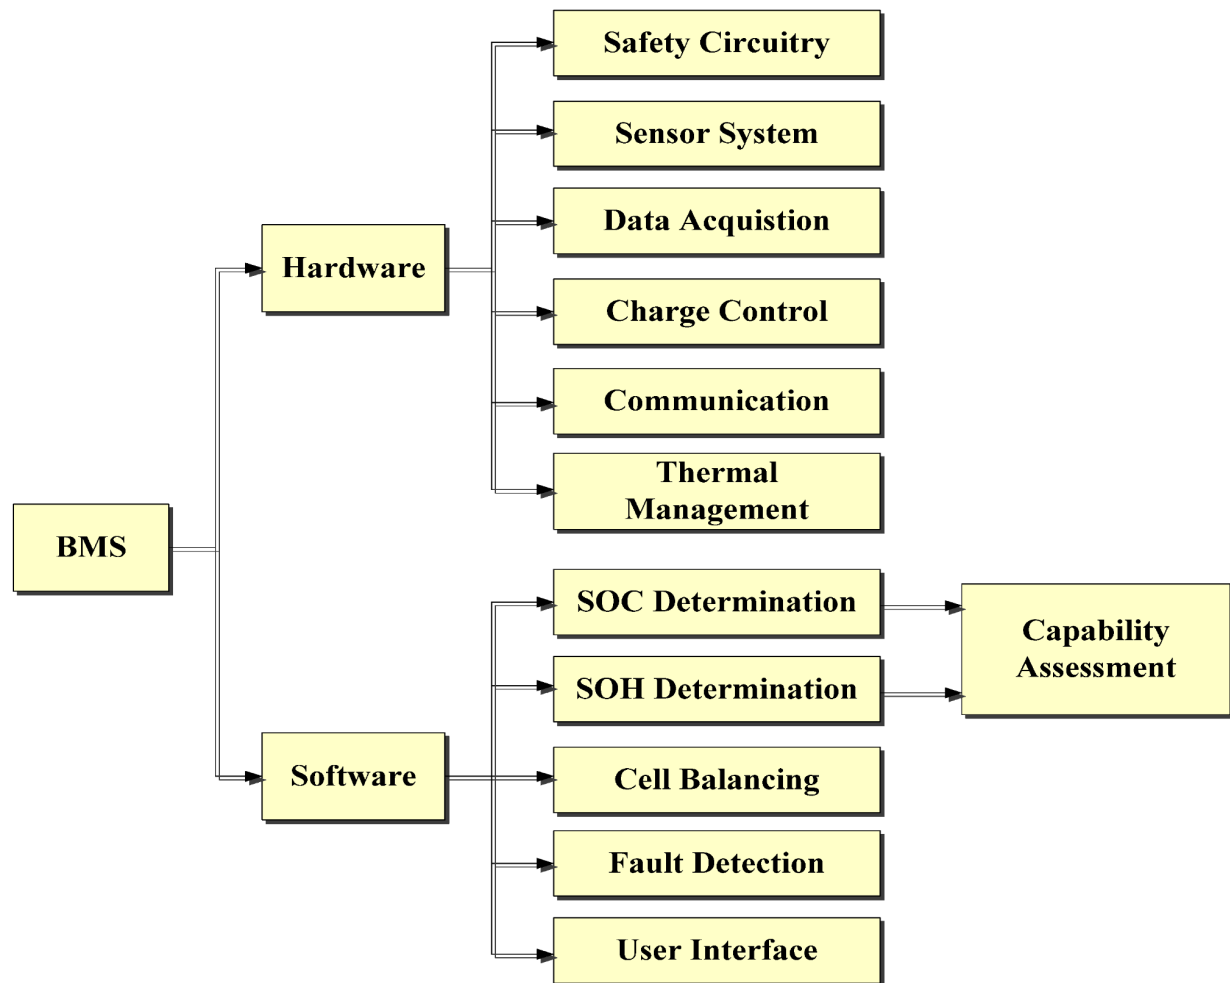 Safety Circuitry
Sensor System
Data Acquistion
Hardware
Charge Control
Communication
Thermal
Management
BMS
SOC Determination
Capability
Assessment
SOH Determination
Software
Cell Balancing
Fault Detection
User Interface